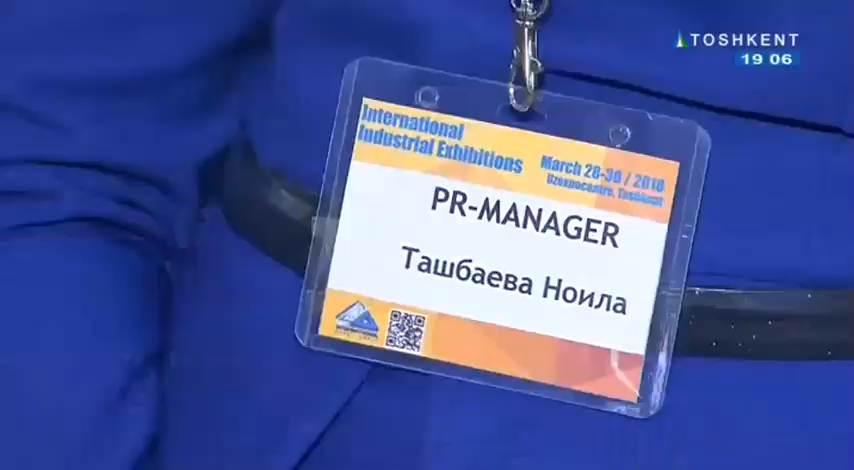 TOSHKENT
19 06
International
Industrial Exhibitions
March 28-30 / 2018
Uzexpocentre, Tashkent
PR-MANAGER
Ташбаева Ноила